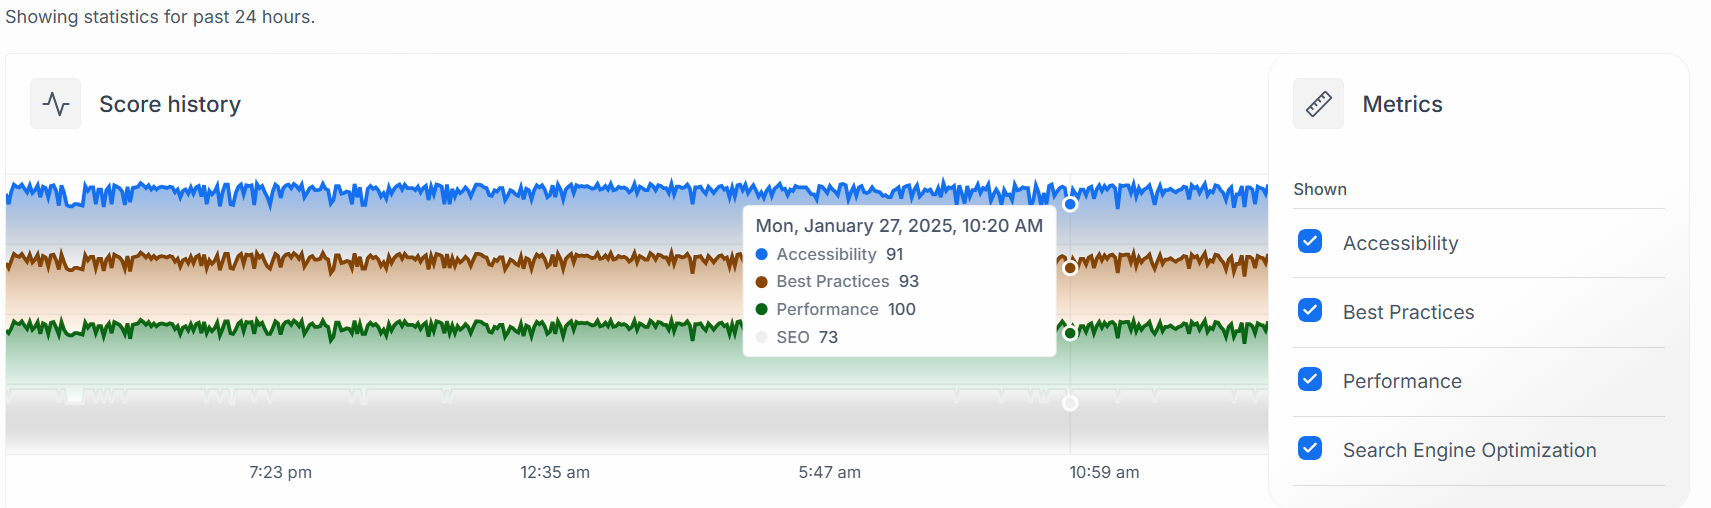 Showing statistics for past 24 hours.
Score history
Mon, January 27, 2025, 10:20 AM
Accessibility 91
Best Practices 93
Performance 100
SEO 73
7:23 pm 12:35 am 5:47 am 10:59 am
Metrics
Shown
Accessibility
Best Practices
Performance
Search Engine Optimization